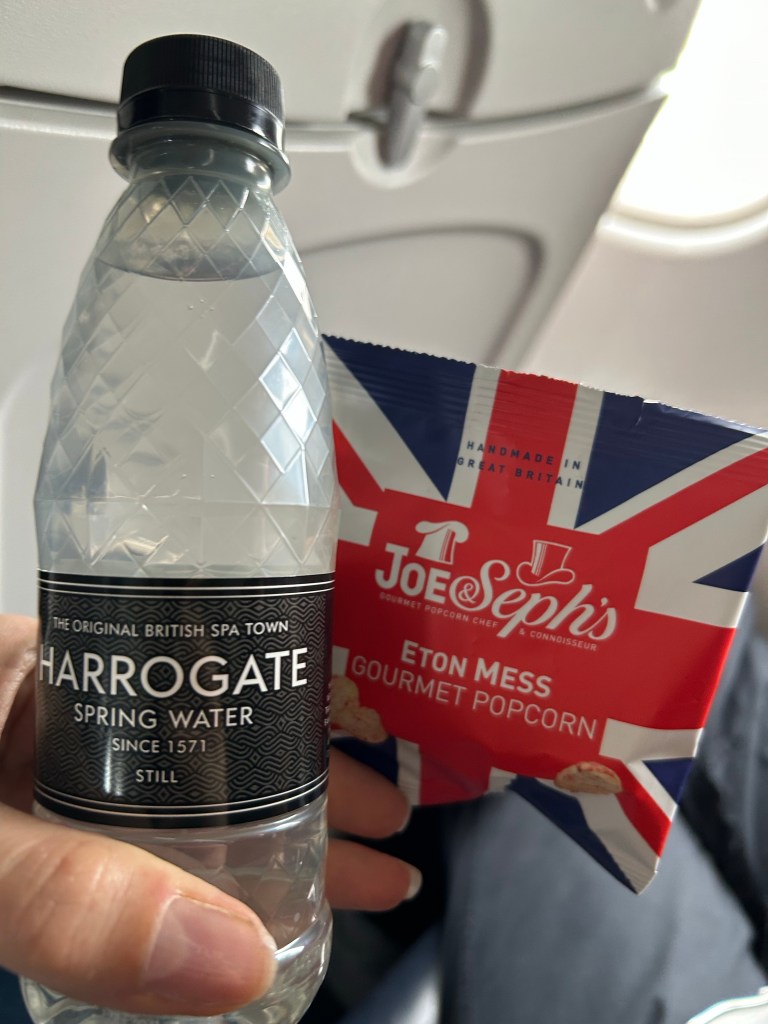 THE ORIGINAL BRITISH SPA TOWN
HARROGATE
SPRING WATER
SINCE 1571
STILL
HANDMADE IN
GREAT BRITAIN
JOE & Seph's
GOURMET POPCORN CHEF & CONNOISSEUR
ETON MESS
GOURMET POPCORN